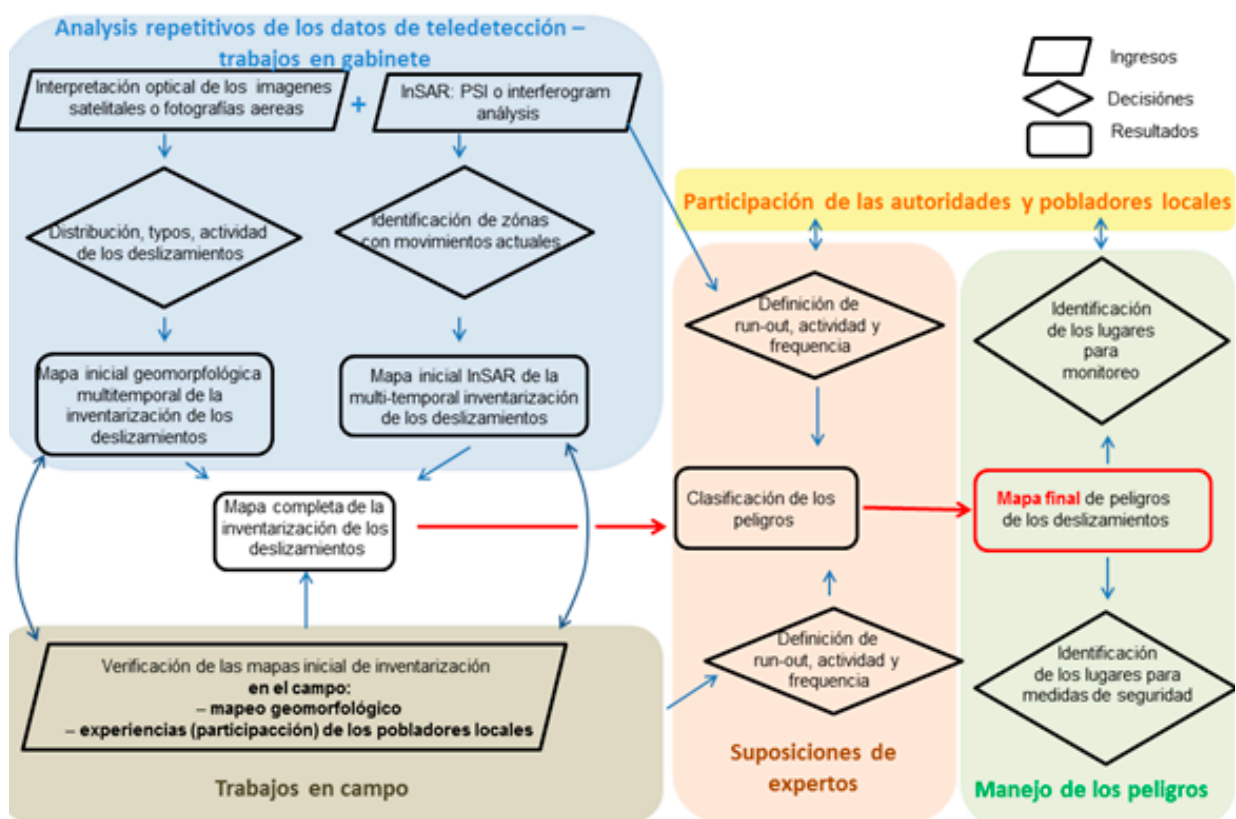 Analysis repetitivos de los datos de teledetección –
trabajos en gabinete
Interpretación optical de los imagenes
satelitales o fotografías aereas
+
InSAR: PSI o interferogram
análysis
Distribución, typos, actividad
de los deslizamientos
Identificación de zónas
con movimientos actuales
Mapa inicial geomorfológica
multitemporal de la
inventarización de los
deslizamientos
Mapa inicial InSAR de la
multi-temporal inventarización
de los deslizamientos
Mapa completa de la
inventarización de los
deslizamientos
Verificación de las mapas inicial de inventarización
en el campo:
– mapeo geomorfológico
– experiencias (participacción) de los pobladores locales
Trabajos en campo
Ingresos
Decisiónes
Resultados
Participación de las autoridades y pobladores locales
Definición de
run-out, actividad y
frequencia
Clasificación de los
peligros
Definición de
run-out, actividad y
frequencia
Suposiciones de
expertos
Identificación
de los lugares
para
monitoreo
Mapa final de peligros
de los deslizamientos
Identificación
de los lugares para
medidas de seguridad
Manejo de los peligros